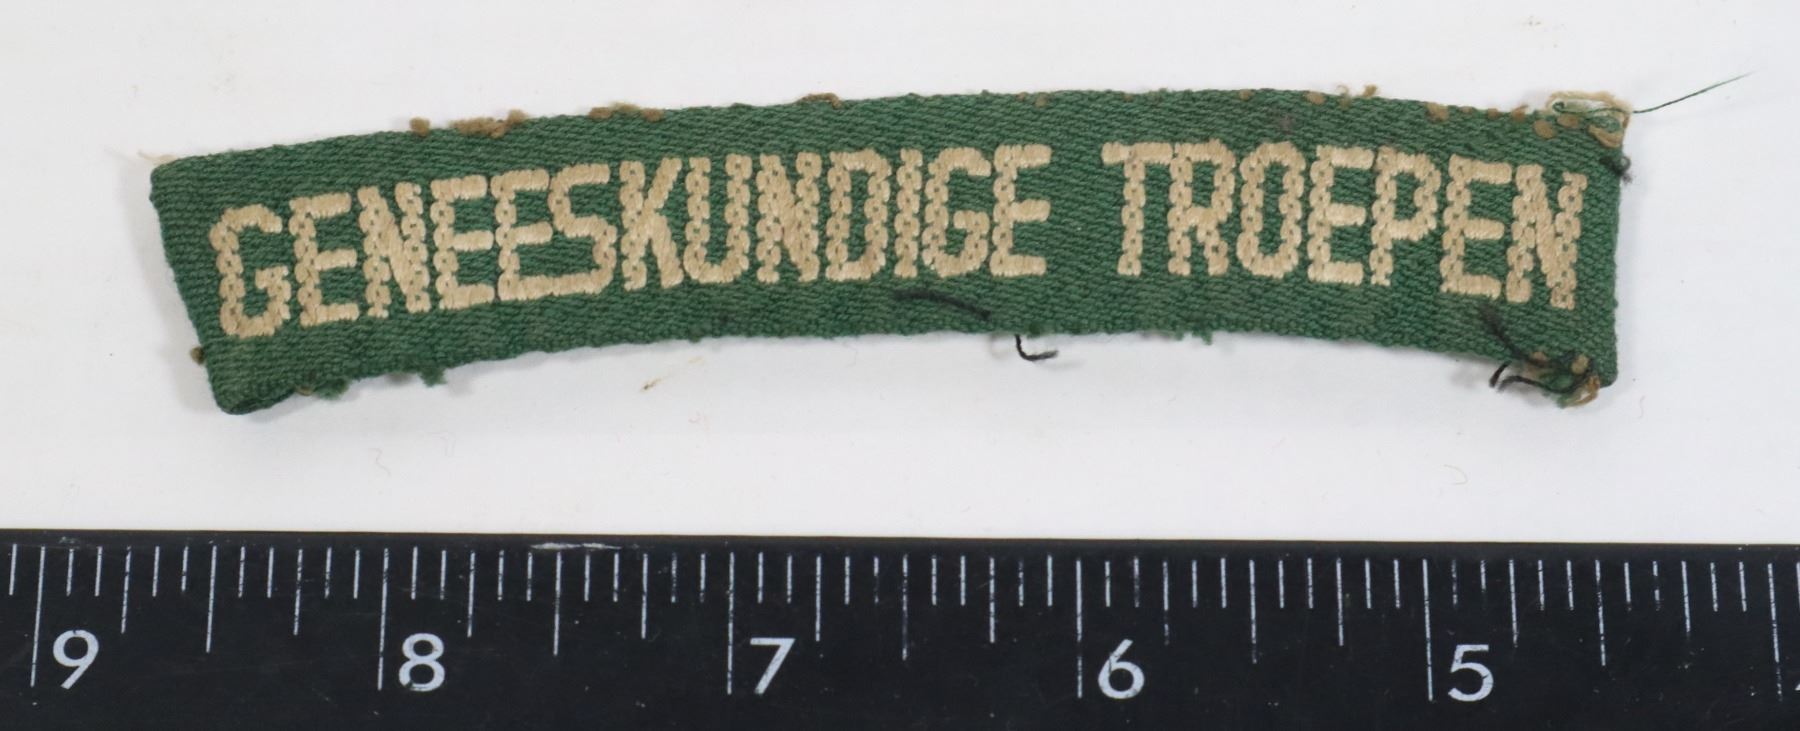 GENEESKUNDIGE TROEPEN
9 8 7 6 5